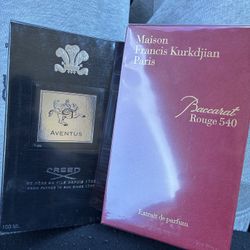 AVENTUS
CREED
100 ml
Maison
Francis Kurkdjian
Paris
Baccarat
Rouge 540
Extrait de parfum